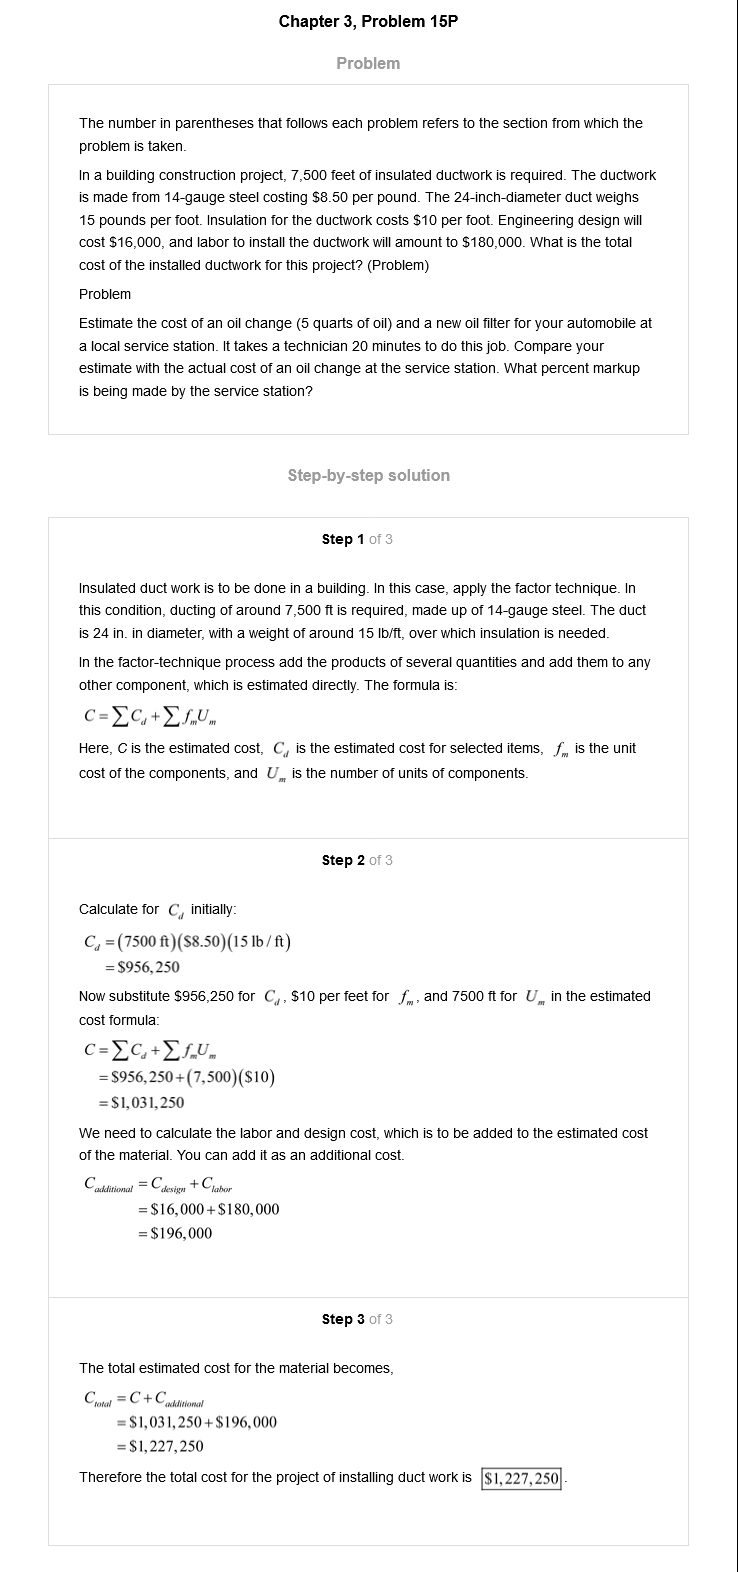 Chapter 3, Problem 15P
Problem
The number in parentheses that follows each problem refers to the section from which the
problem is taken.
In a building construction project, 7,500 feet of insulated ductwork is required. The ductwork
is made from 14-gauge steel costing $8.50 per pound. The 24-inch-diameter duct weighs
15 pounds per foot. Insulation for the ductwork costs $10 per foot. Engineering design will
cost $16,000, and labor to install the ductwork will amount to $180,000. What is the total
cost of the installed ductwork for this project? (Problem)
Problem
Estimate the cost of an oil change (5 quarts of oil) and a new oil filter for your automobile at
a local service station. It takes a technician 20 minutes to do this job. Compare your
estimate with the actual cost of an oil change at the service station. What percent markup
is being made by the service station?
Step-by-step solution
Step 1 of 3
Insulated duct work is to be done in a building. In this case, apply the factor technique. In
this condition, ducting of around 7,500 ft is required, made up of 14-gauge steel. The duct
is 24 in. in diameter, with a weight of around 15 lb/ft, over which insulation is needed.
In the factor-technique process add the products of several quantities and add them to any
other component, which is estimated directly. The formula is:
C = ∑C_d + ∑f_m U_m
Here, C is the estimated cost, C_d is the estimated cost for selected items, f_m is the unit
cost of the components, and U_m is the number of units of components.
Step 2 of 3
Calculate for C_d initially:
C_d = (7500 ft)($8.50)(15 lb / ft)
= $956,250
Now substitute $956,250 for C_d, $10 per feet for f_m, and 7500 ft for U_m in the estimated
cost formula:
C = ∑C_d + ∑f_m U_m
= $956,250 + (7,500)($10)
= $1,031,250
We need to calculate the labor and design cost, which is to be added to the estimated cost
of the material. You can add it as an additional cost.
C_additional = C_design + C_labor
= $16,000 + $180,000
= $196,000
Step 3 of 3
The total estimated cost for the material becomes,
C_total = C + C_additional
= $1,031,250 + $196,000
= $1,227,250
Therefore the total cost for the project of installing duct work is $1,227,250.